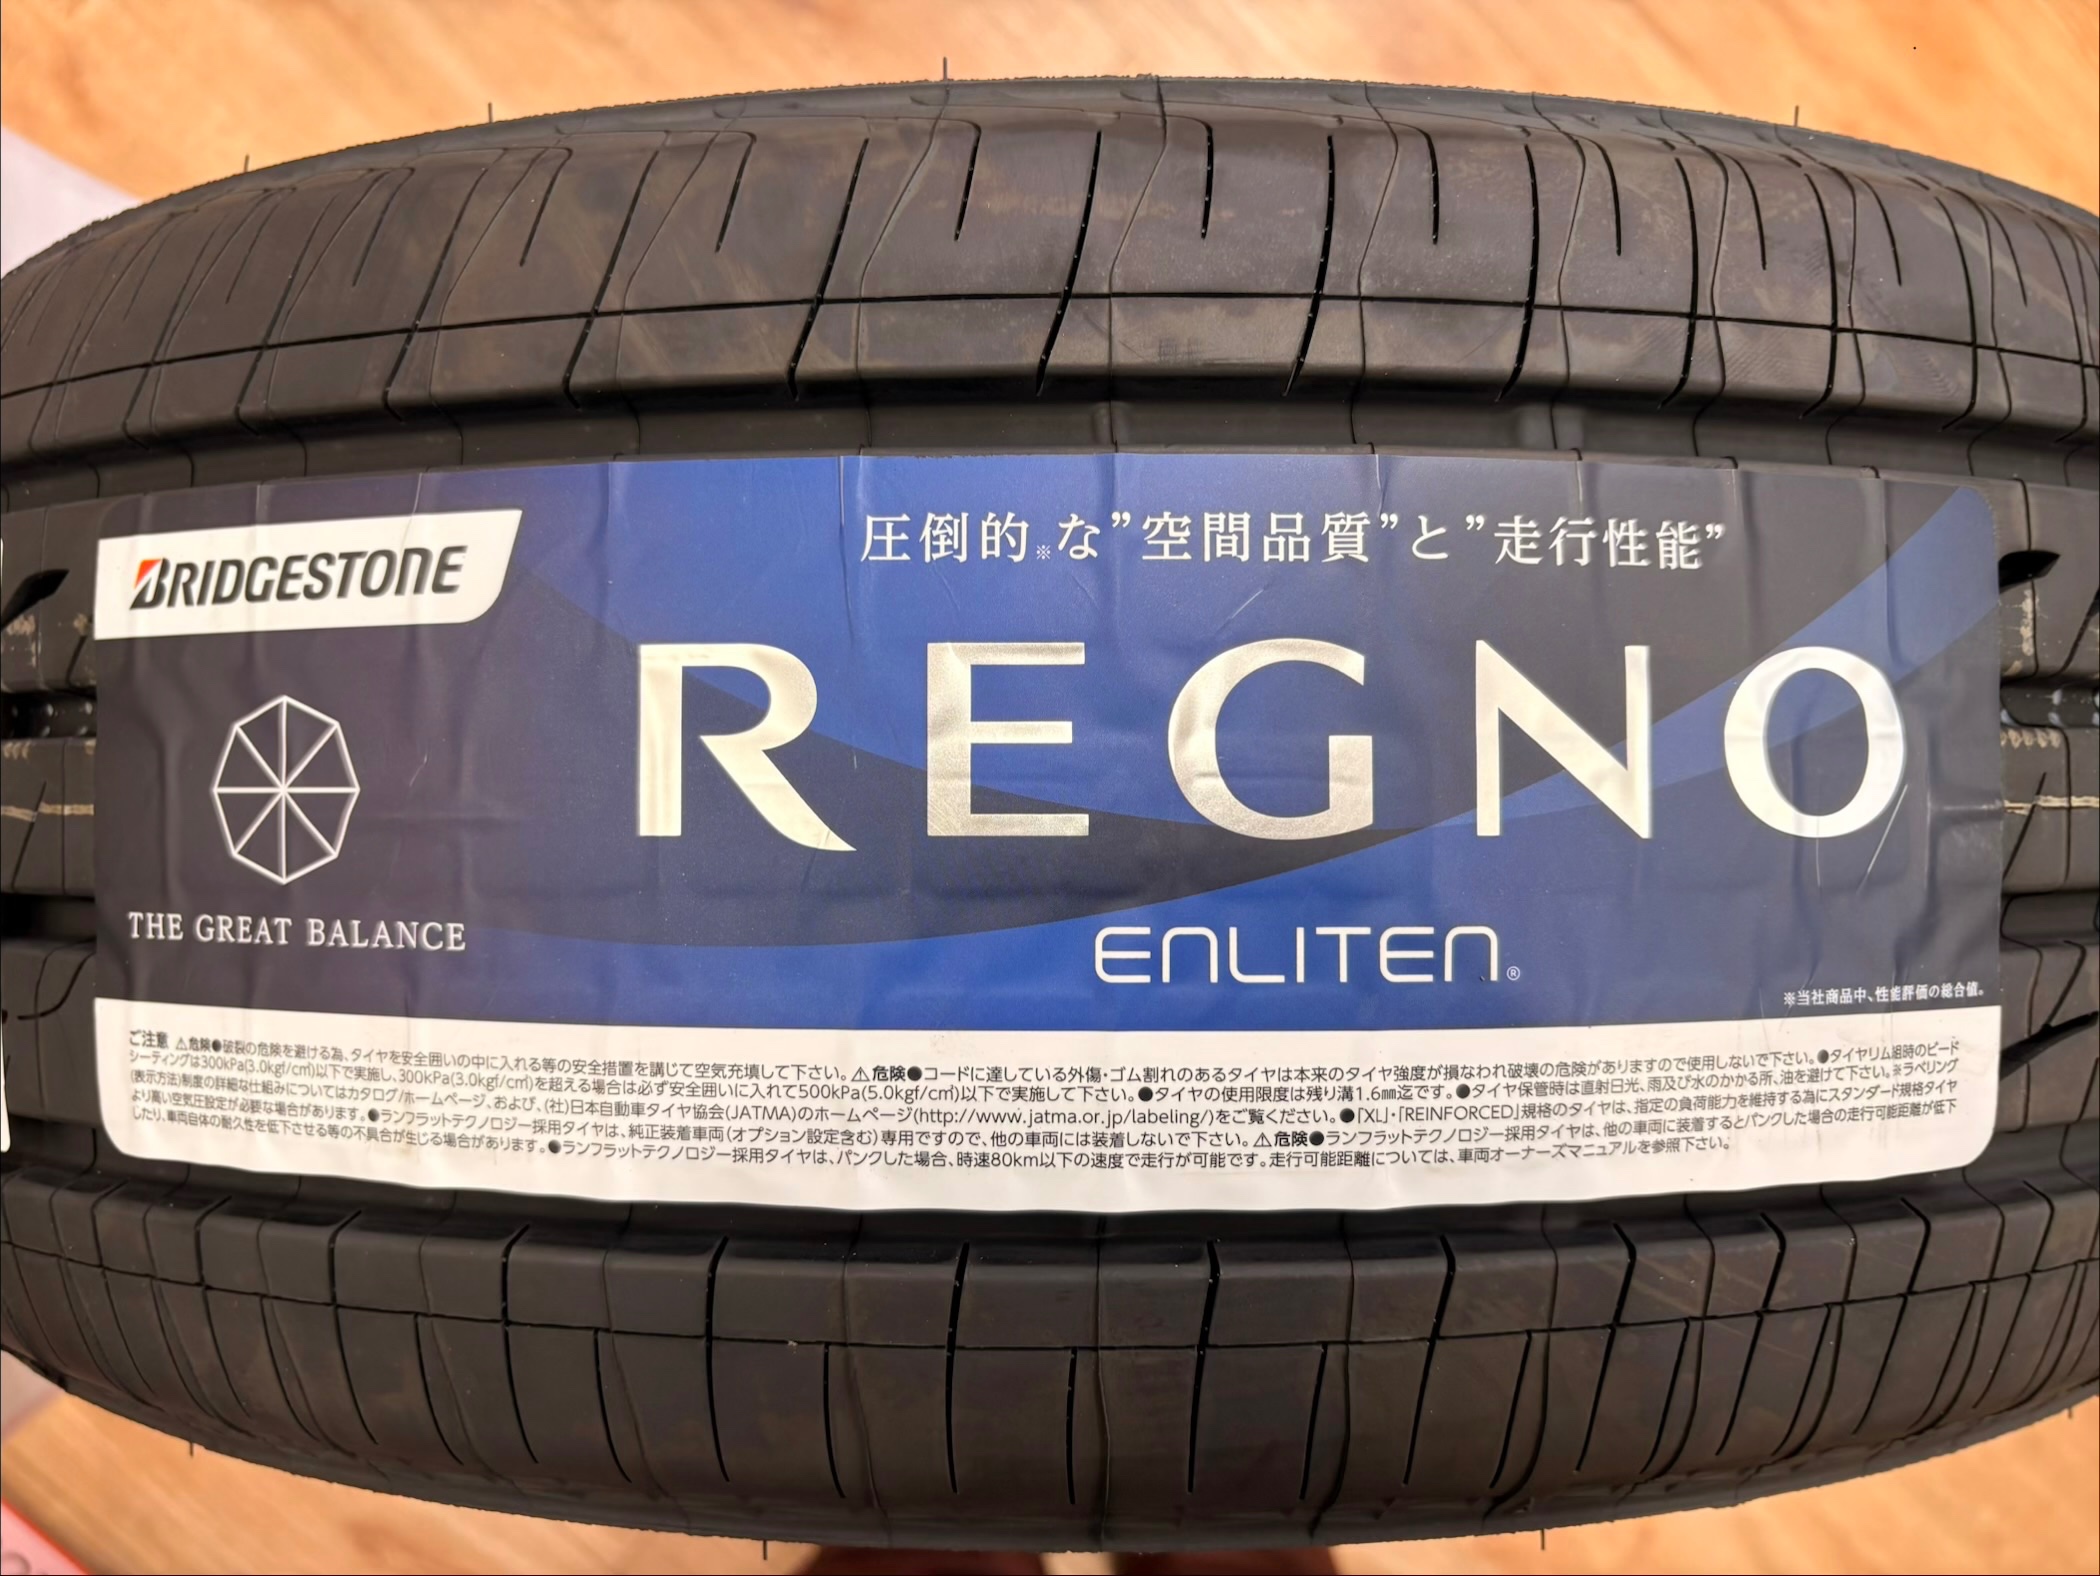 圧倒的※な"空間品質"と"走行性能"
BRIDGESTONE
REGNO
THE GREAT BALANCE
ENLITEN®
※当社商品中、性能評価の総合値。
ご注意 ⚠危険●破裂の危険を避ける為、タイヤを安全囲いの中に入れる等の安全措置を講じて空気充填して下さい。⚠危険●コードに達している外傷・ゴム割れのあるタイヤは本来のタイヤ強度が損なわれ破壊の危険がありますので使用しないで下さい。●タイヤリム組時のビード
シーティングは300kPa(3.0kgf/c㎡)以下で実施し、300kPa(3.0kgf/c㎡)を超える場合は必ず安全囲いに入れて500kPa(5.0kgf/c㎡)以下で実施して下さい。●タイヤの使用限度は残り溝1.6㎜迄です。●タイヤ保管時は直射日光、雨及び水のかかる所、油を避けて下さい。※ラベリング
(表示方法)制度の詳細な仕組みについてはカタログ/ホームページ、および、(社)日本自動車タイヤ協会(JATMA)のホームページ(http://www.jatma.or.jp/labeling/)をご覧ください。●「XL」・「REINFORCED」規格のタイヤは、指定の負荷能力を維持する為にスタンダード規格タイヤ
より高い空気圧設定が必要な場合があります。●ランフラットテクノロジー採用タイヤは、純正装着車両(オプション設定含む)専用ですので、他の車両には装着しないで下さい。⚠危険●ランフラットテクノロジー採用タイヤは、他の車両に装着するとパンクした場合の走行可能距離が低下
したり、車両自体の耐久性を低下させる等の不具合が生じる場合があります。●ランフラットテクノロジー採用タイヤは、パンクした場合、時速80km以下の速度で走行が可能です。走行可能距離については、車両オーナーズマニュアルを参照下さい。